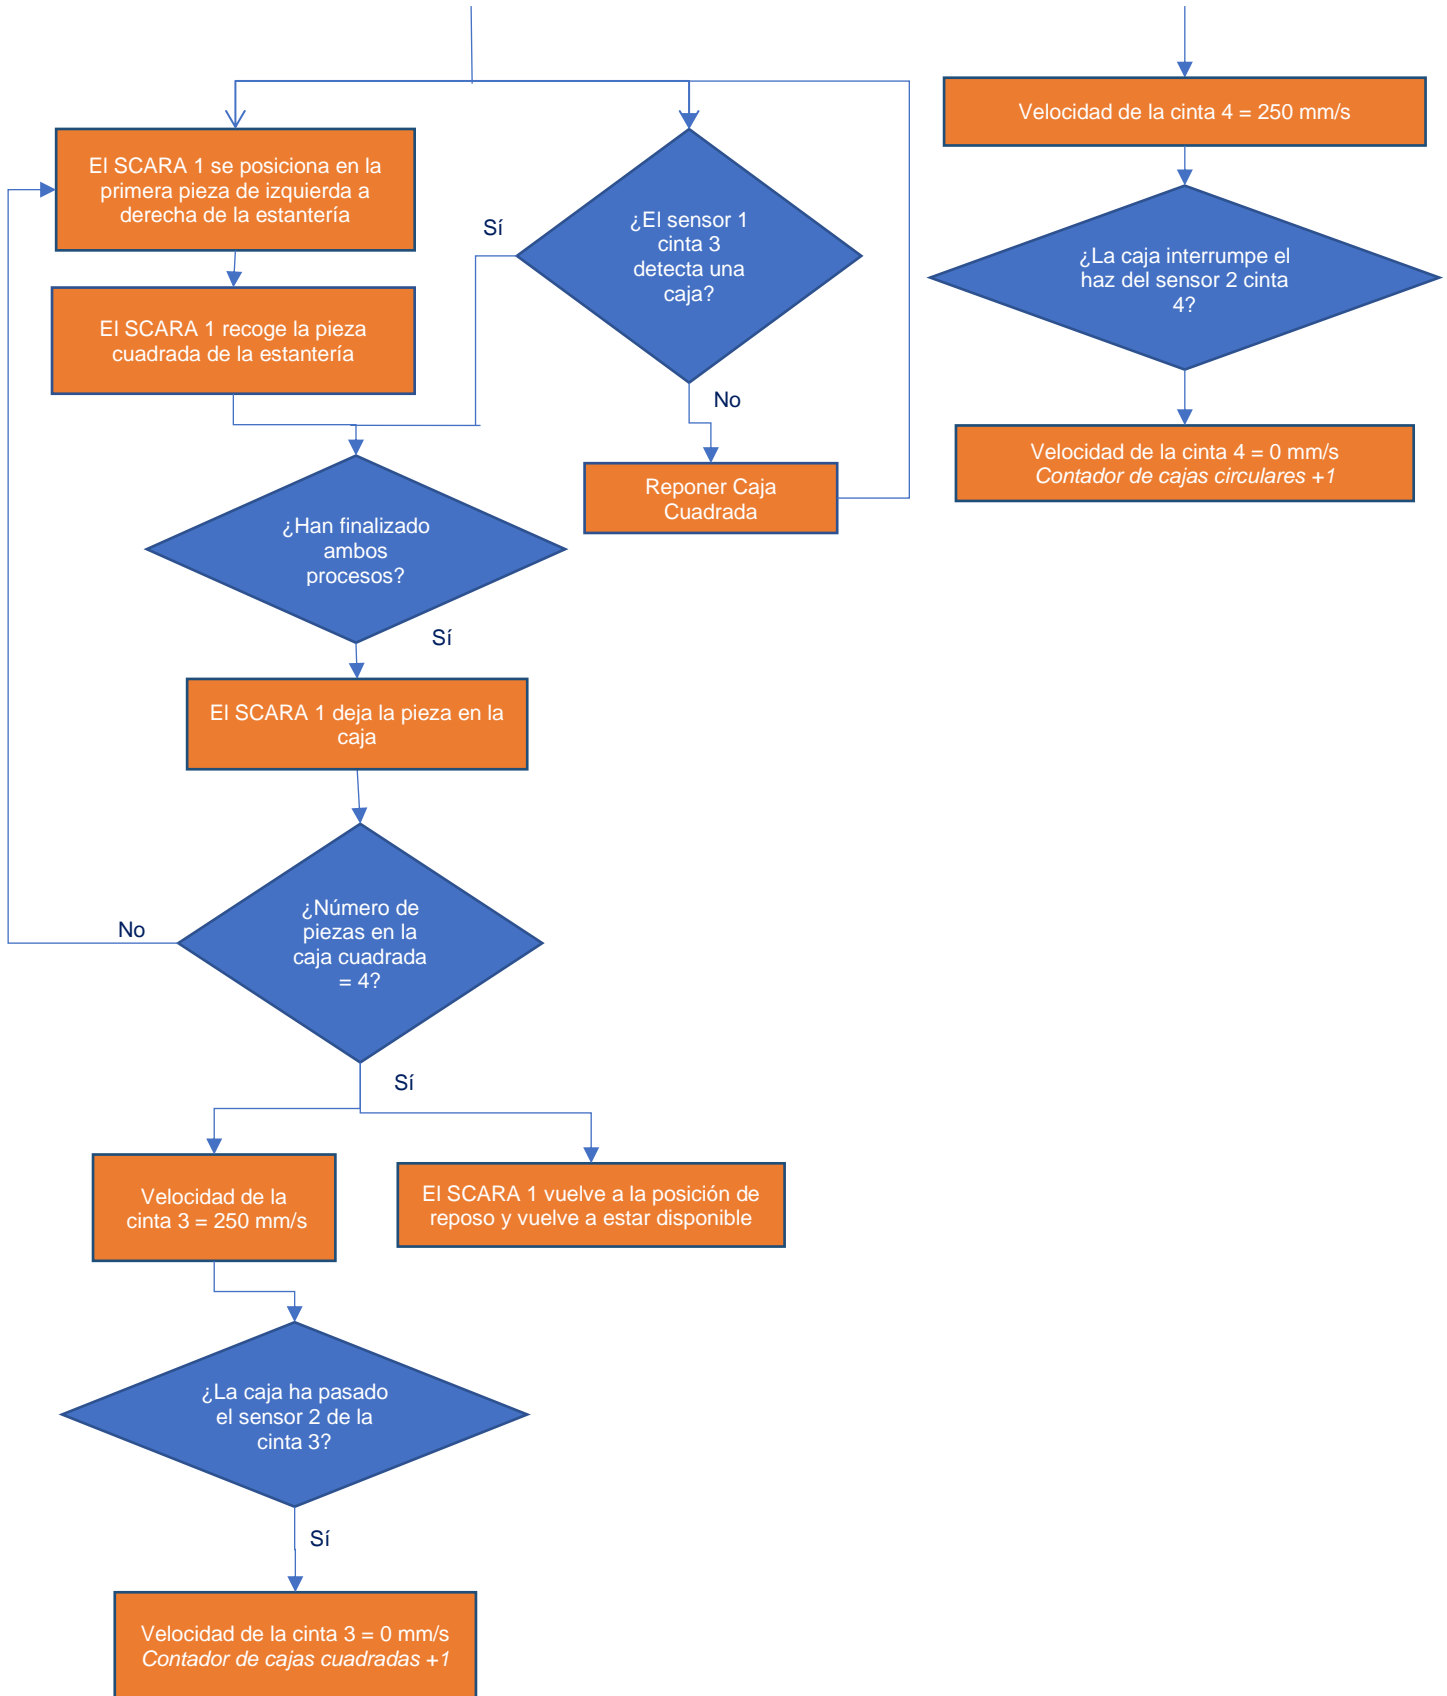 El SCARA 1 se posiciona en la
primera pieza de izquierda a
derecha de la estantería
El SCARA 1 recoge la pieza
cuadrada de la estantería
Sí
¿El sensor 1
cinta 3
detecta una
caja?
No
Reponer Caja
Cuadrada
¿Han finalizado
ambos
procesos?
Sí
El SCARA 1 deja la pieza en la
caja
¿Número de
piezas en la
caja cuadrada
= 4?
No
Sí
Velocidad de la
cinta 3 = 250 mm/s
El SCARA 1 vuelve a la posición de
reposo y vuelve a estar disponible
¿La caja ha pasado
el sensor 2 de la
cinta 3?
Sí
Velocidad de la cinta 3 = 0 mm/s
Contador de cajas cuadradas +1
Velocidad de la cinta 4 = 250 mm/s
¿La caja interrumpe el
haz del sensor 2 cinta
4?
Velocidad de la cinta 4 = 0 mm/s
Contador de cajas circulares +1